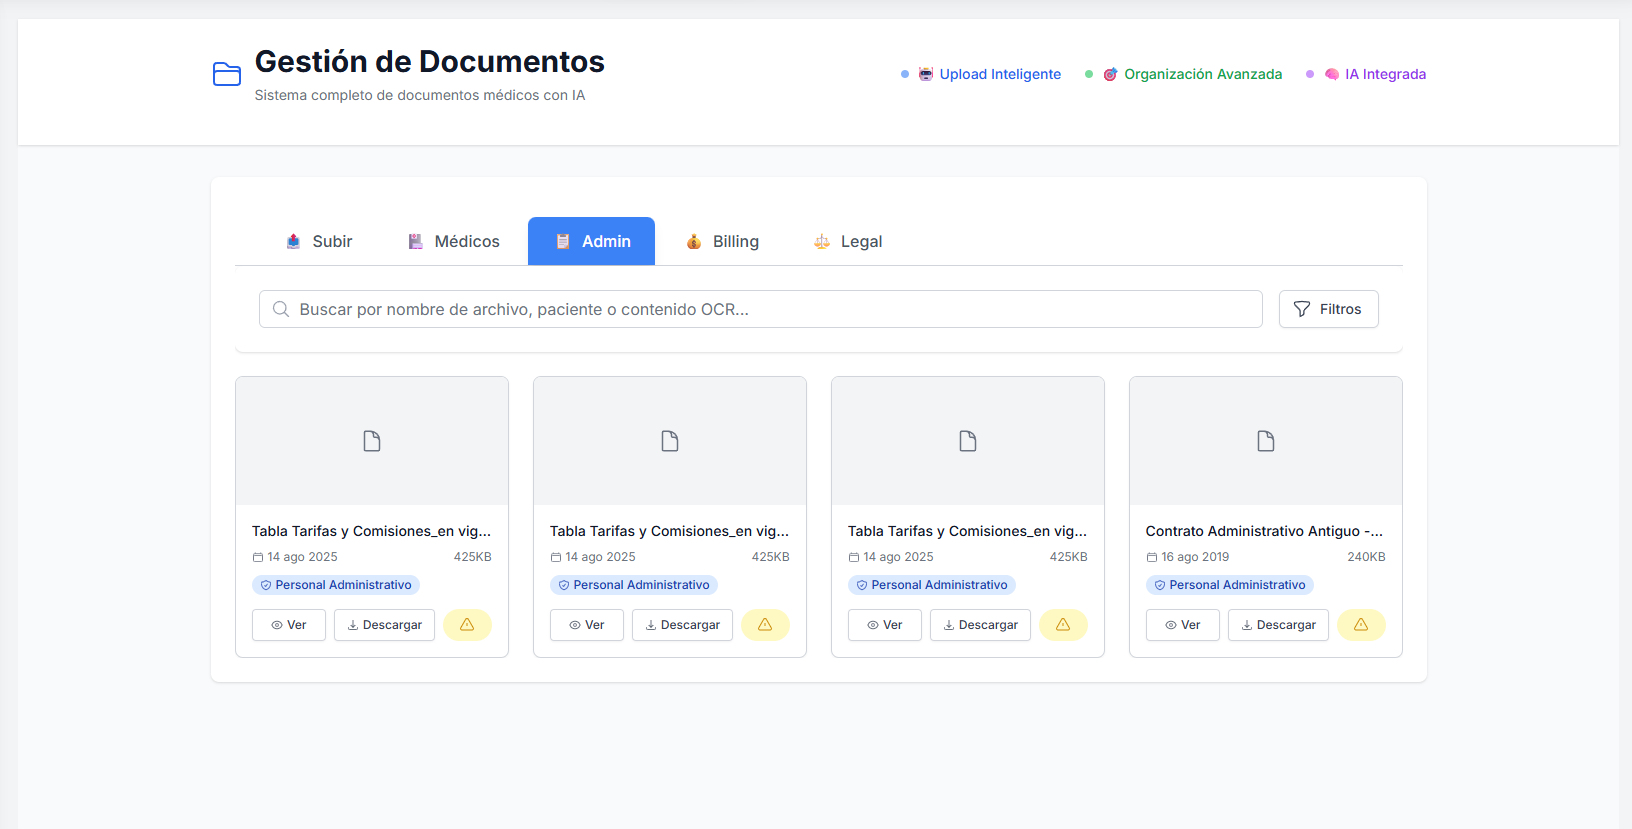 Gestión de Documentos
Sistema completo de documentos médicos con IA
Upload Inteligente
Organización Avanzada
IA Integrada
Subir
Médicos
Admin
Billing
Legal
Buscar por nombre de archivo, paciente o contenido OCR...
Filtros
Tabla Tarifas y Comisiones_en vig...
14 ago 2025
425KB
Personal Administrativo
Ver
Descargar
Tabla Tarifas y Comisiones_en vig...
14 ago 2025
425KB
Personal Administrativo
Ver
Descargar
Tabla Tarifas y Comisiones_en vig...
14 ago 2025
425KB
Personal Administrativo
Ver
Descargar
Contrato Administrativo Antiguo -...
16 ago 2019
240KB
Personal Administrativo
Ver
Descargar